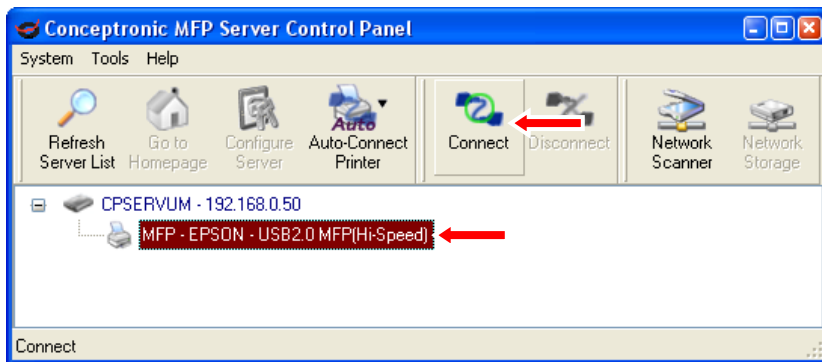 Conceptronic MFP Server Control Panel
System Tools Help
Refresh Server List
Go to Homepage
Configure Server
Auto
Auto-Connect Printer
Connect
Disconnect
Network Scanner
Network Storage
CPSERVUM - 192.168.0.50
MFP - EPSON - USB2.0 MFP(Hi-Speed)
Connect